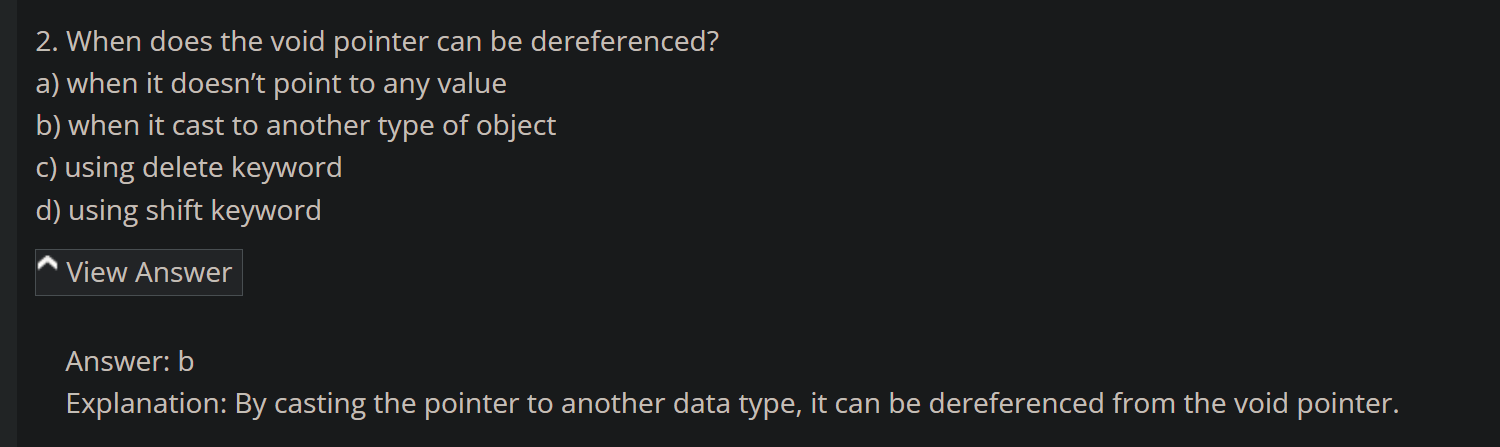 2. When does the void pointer can be dereferenced?
a) when it doesn’t point to any value
b) when it cast to another type of object
c) using delete keyword
d) using shift keyword
View Answer
Answer: b
Explanation: By casting the pointer to another data type, it can be dereferenced from the void pointer.